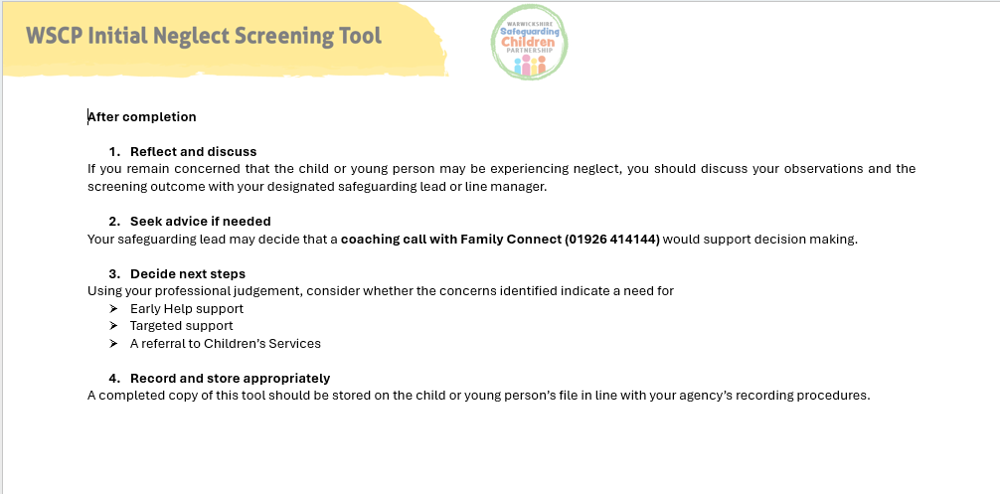 WSCP Initial Neglect Screening Tool
WARWICKSHIRE
Safeguarding
Children
PARTNERSHIP
After completion
1. Reflect and discuss
If you remain concerned that the child or young person may be experiencing neglect, you should discuss your observations and the
screening outcome with your designated safeguarding lead or line manager.
2. Seek advice if needed
Your safeguarding lead may decide that a coaching call with Family Connect (01926 414144) would support decision making.
3. Decide next steps
Using your professional judgement, consider whether the concerns identified indicate a need for
➢ Early Help support
➢ Targeted support
➢ A referral to Children’s Services
4. Record and store appropriately
A completed copy of this tool should be stored on the child or young person’s file in line with your agency’s recording procedures.